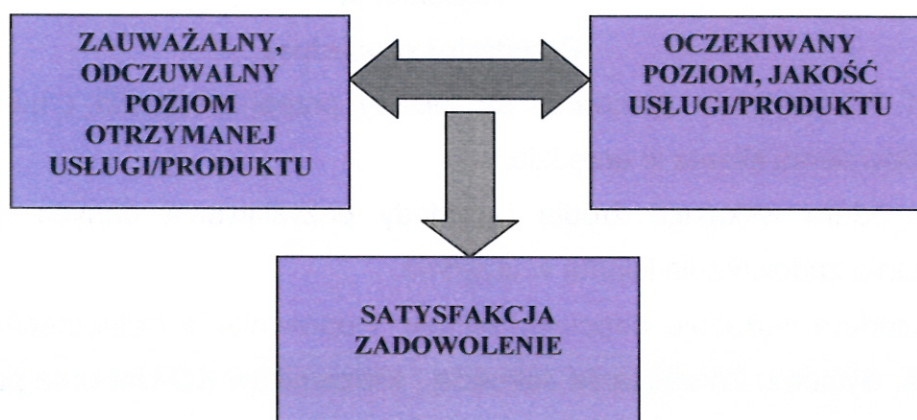 ZAUWAŻALNY,
ODCZUWALNY
POZIOM
OTRZYMANEJ
USŁUGI/PRODUKTU
OCZEKIWANY
POZIOM, JAKOŚĆ
USŁUGI/PRODUKTU
SATYSFAKCJA
ZADOWOLENIE